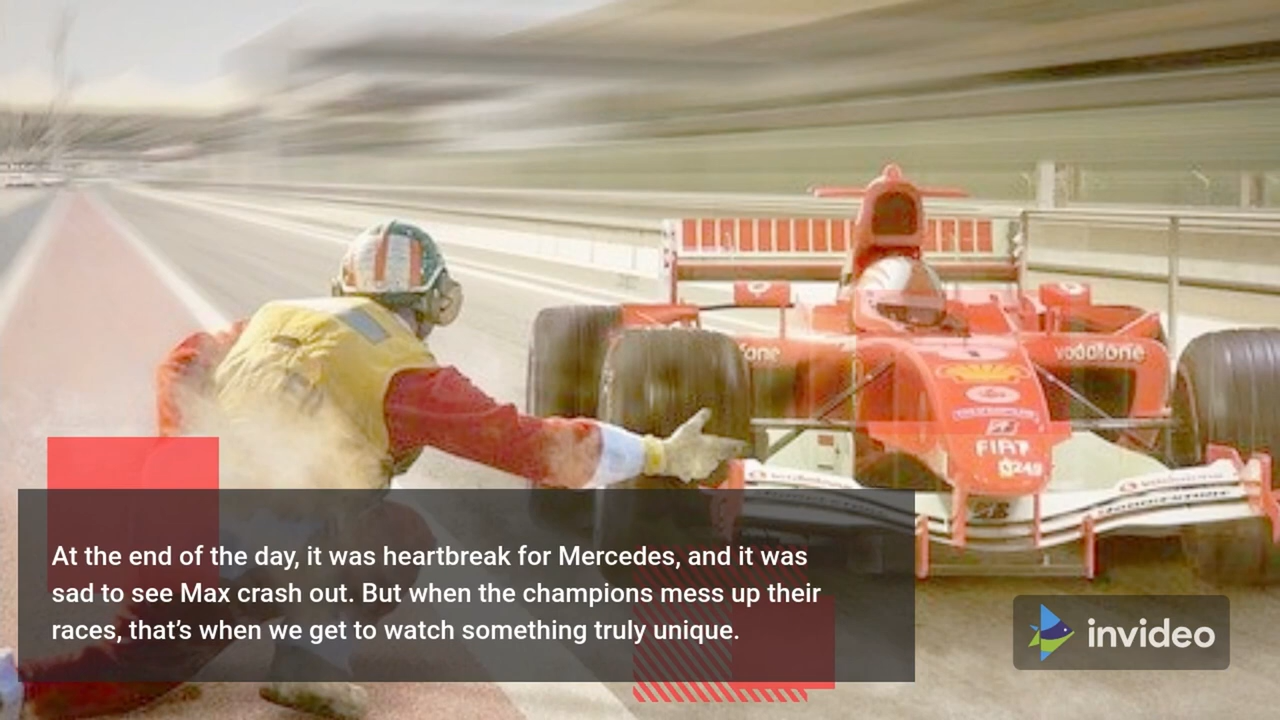 fone
vodafone
FIAT
At the end of the day, it was heartbreak for Mercedes, and it was
sad to see Max crash out. But when the champions mess up their
races, that’s when we get to watch something truly unique.
invideo